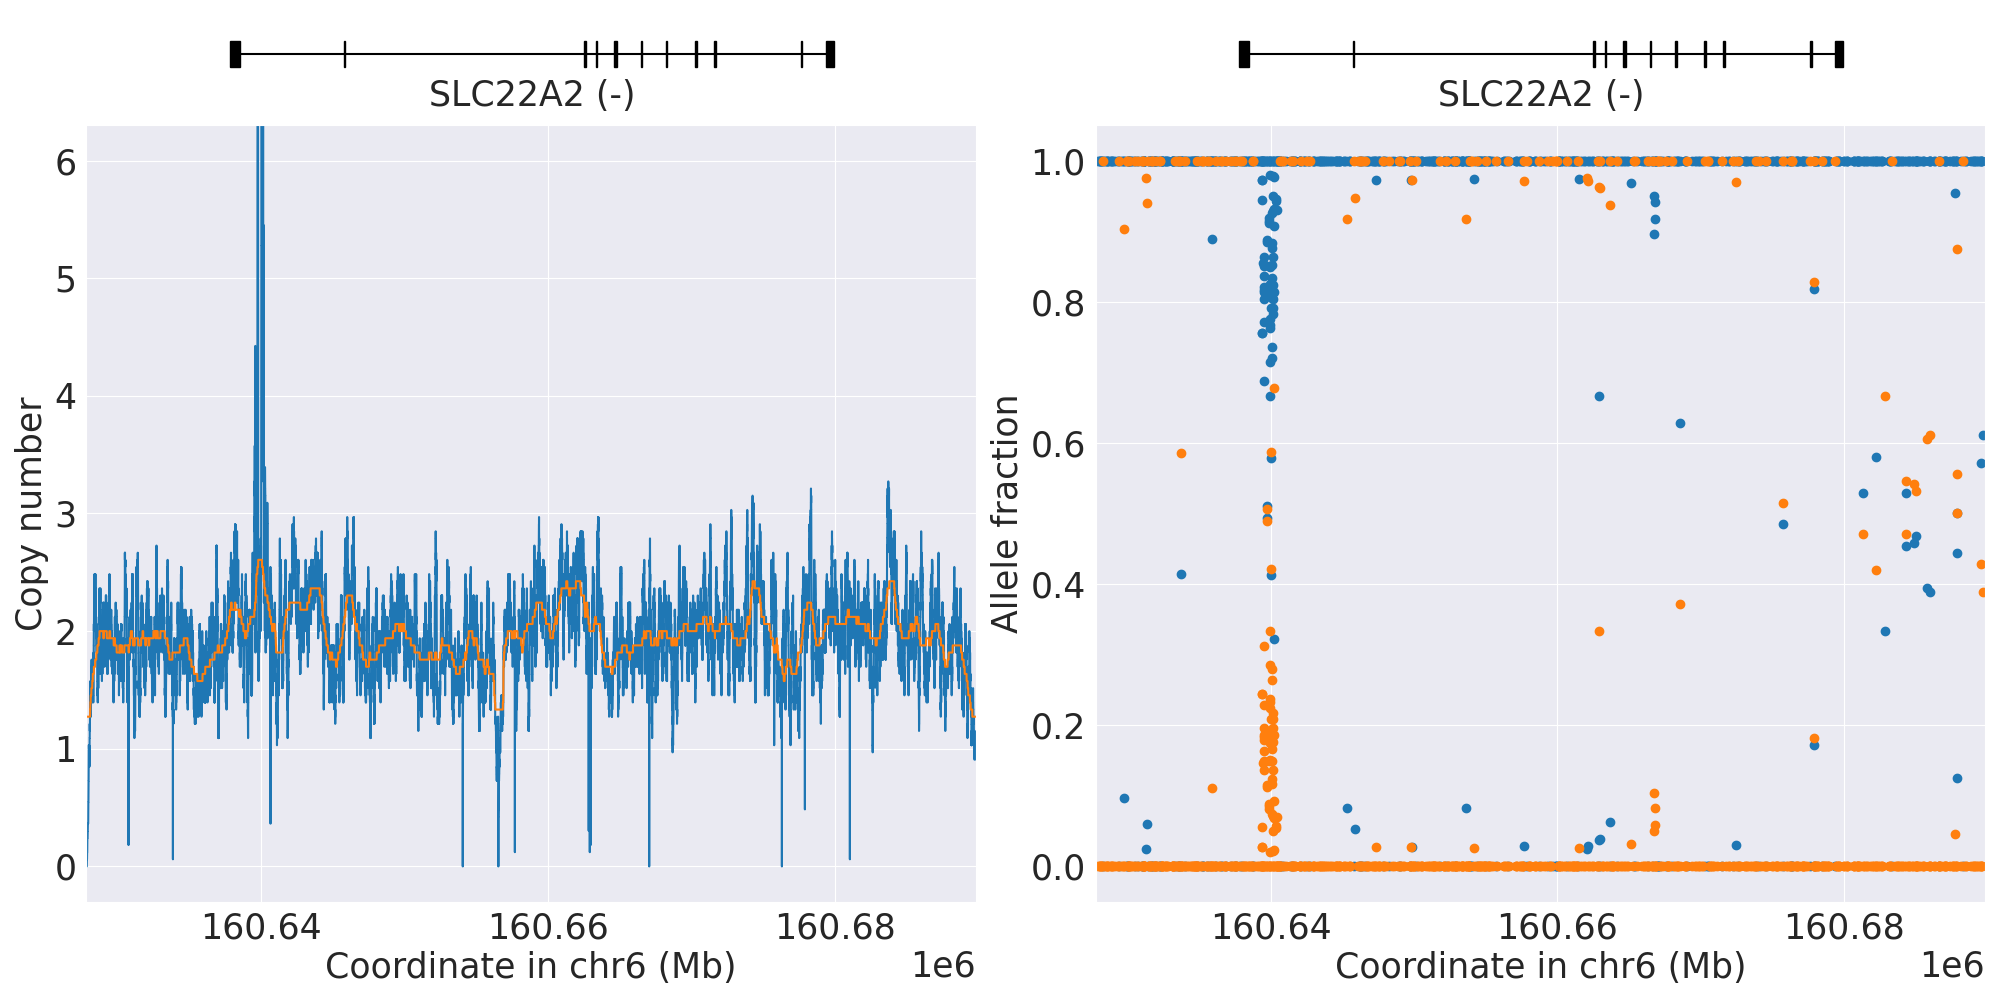 SLC22A2 (-)
6
5
4
3
2
1
0
Copy number
160.64 160.66 160.68
Coordinate in chr6 (Mb) 1e6
SLC22A2 (-)
1.0
0.8
0.6
0.4
0.2
0.0
Allele fraction
160.64 160.66 160.68
Coordinate in chr6 (Mb) 1e6